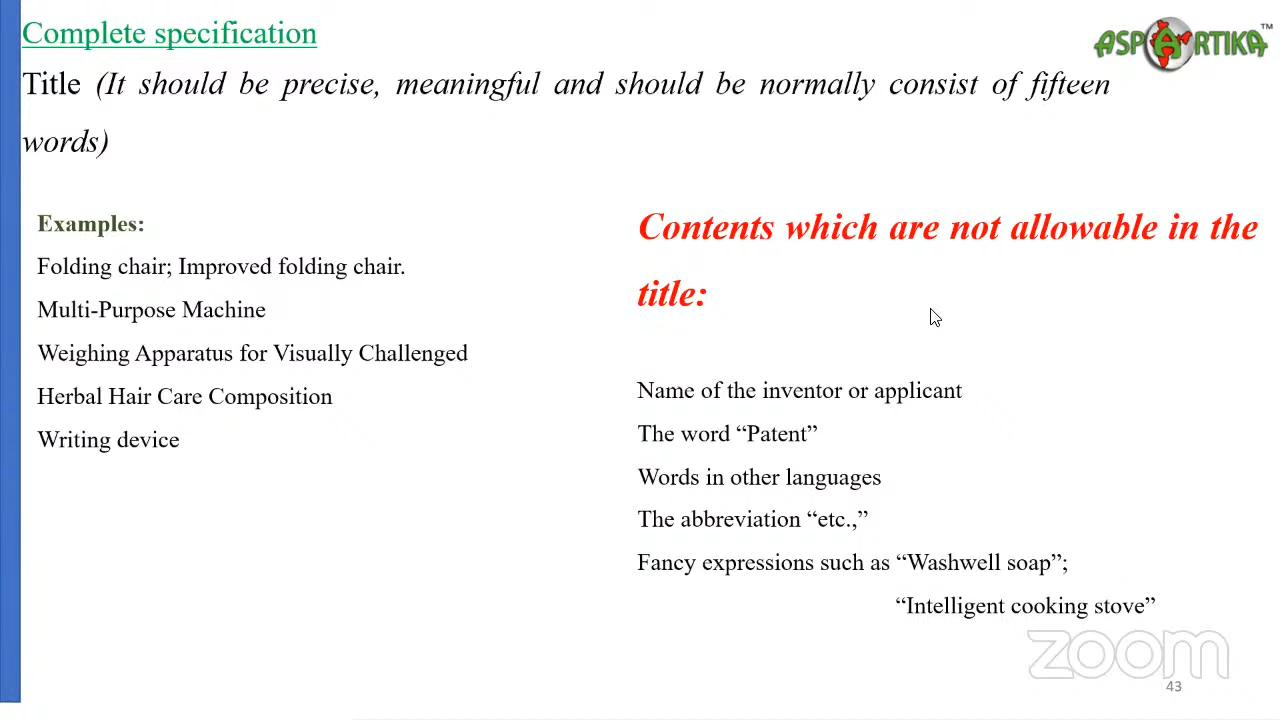 Complete specification
ASPARTIKA™
Title (It should be precise, meaningful and should be normally consist of fifteen
words)
Examples:
Folding chair; Improved folding chair.
Multi-Purpose Machine
Weighing Apparatus for Visually Challenged
Herbal Hair Care Composition
Writing device
Contents which are not allowable in the
title:
Name of the inventor or applicant
The word “Patent”
Words in other languages
The abbreviation “etc.,”
Fancy expressions such as “Washwell soap”;
“Intelligent cooking stove”
zoom
43